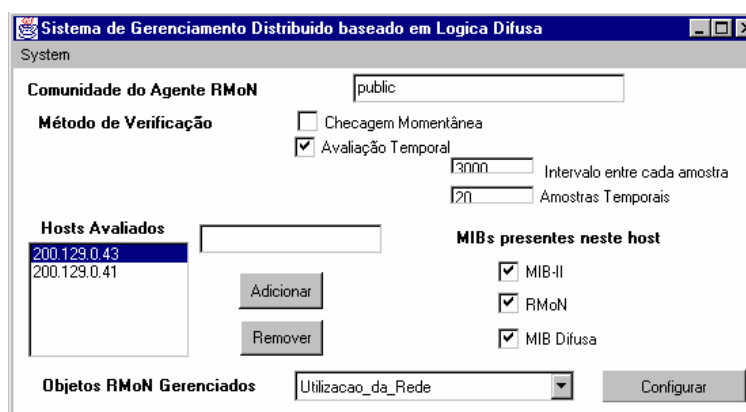 Sistema de Gerenciamento Distribuido baseado em Logica Difusa
System
Comunidade do Agente RMoN public
Método de Verificação Checagem Momentânea
Avaliação Temporal
3000 Intervalo entre cada amostra
20 Amostras Temporais
Hosts Avaliados
MIBs presentes neste host
200.129.0.43
200.129.0.41
MIB-II
Adicionar
RMoN
Remover
MIB Difusa
Objetos RMoN Gerenciados Utilizacao_da_Rede Configurar